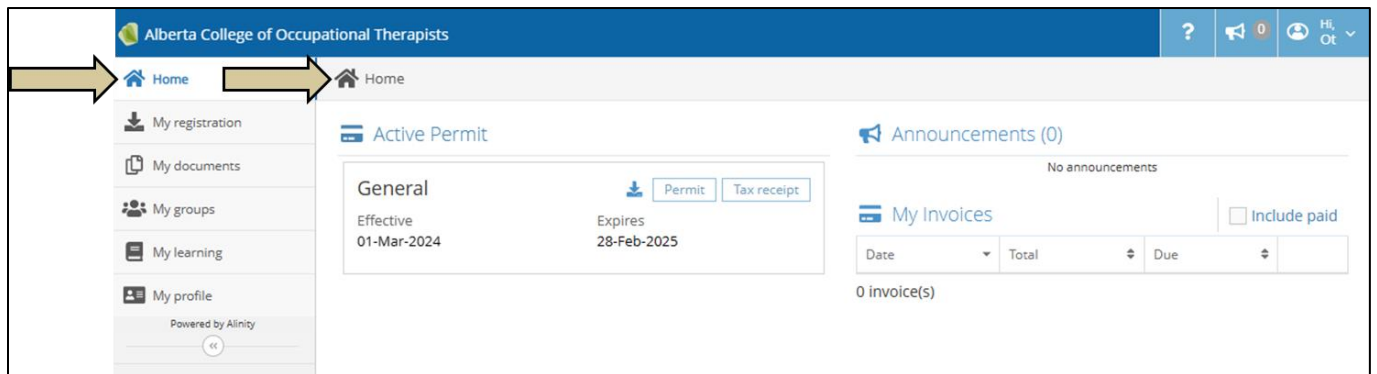 Alberta College of Occupational Therapists
? 0 Hi, Ot
Home
Home
My registration
My documents
My groups
My learning
My profile
Powered by Alinity
Active Permit
General
Permit Tax receipt
Effective Expires
01-Mar-2024 28-Feb-2025
Announcements (0)
No announcements
My Invoices Include paid
Date Total Due
0 invoice(s)